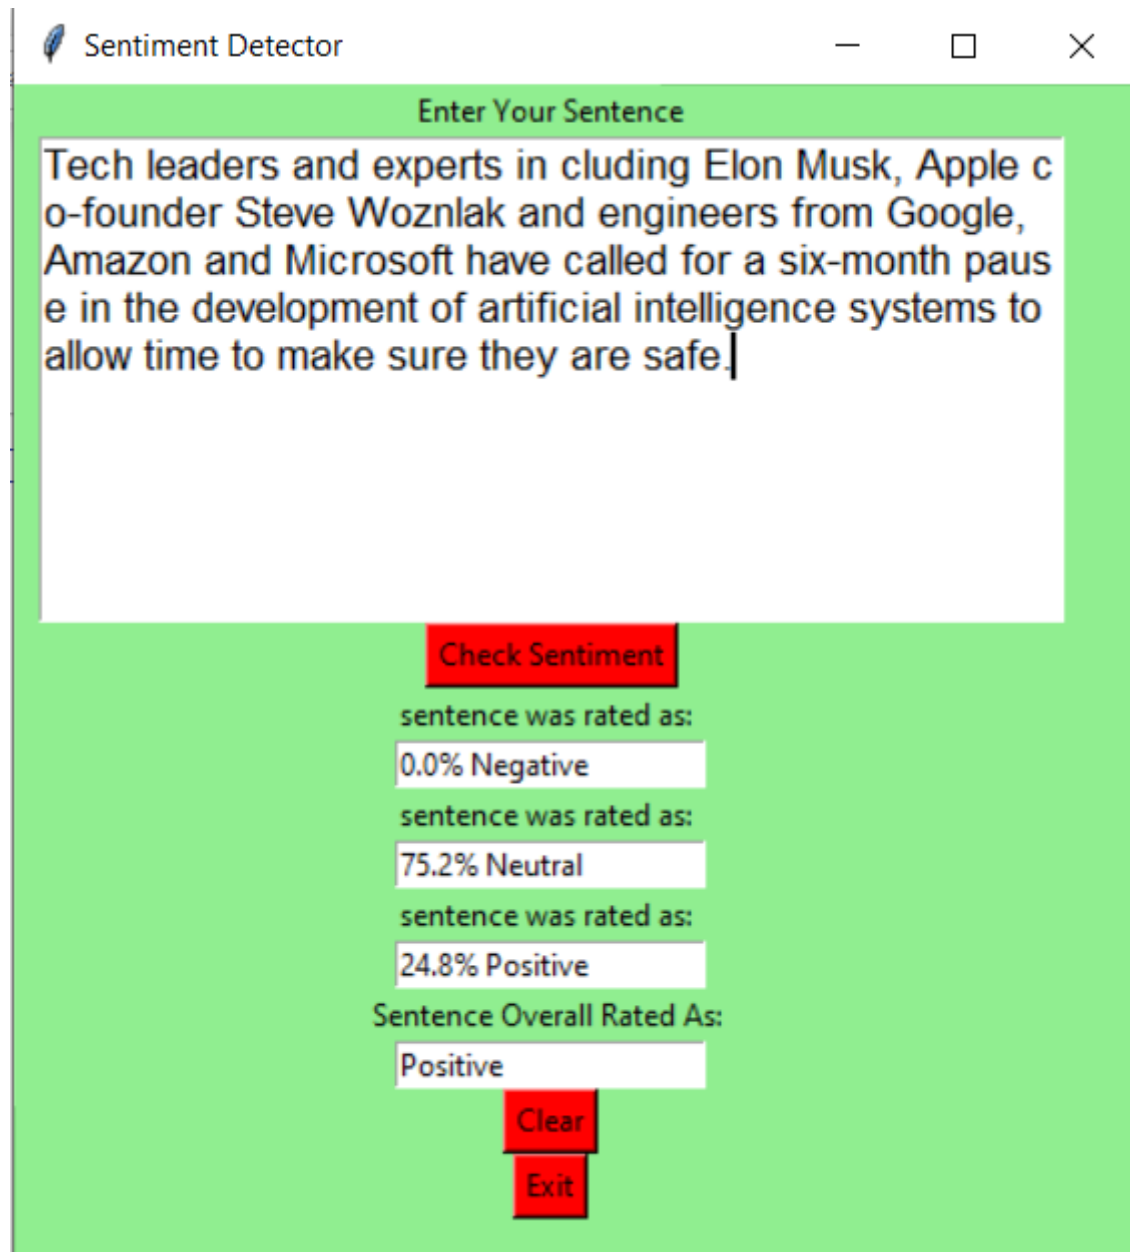 Sentiment Detector
Enter Your Sentence
Tech leaders and experts in cluding Elon Musk, Apple c
o-founder Steve Woznlak and engineers from Google,
Amazon and Microsoft have called for a six-month paus
e in the development of artificial intelligence systems to
allow time to make sure they are safe.
Check Sentiment
sentence was rated as:
0.0% Negative
sentence was rated as:
75.2% Neutral
sentence was rated as:
24.8% Positive
Sentence Overall Rated As:
Positive
Clear
Exit